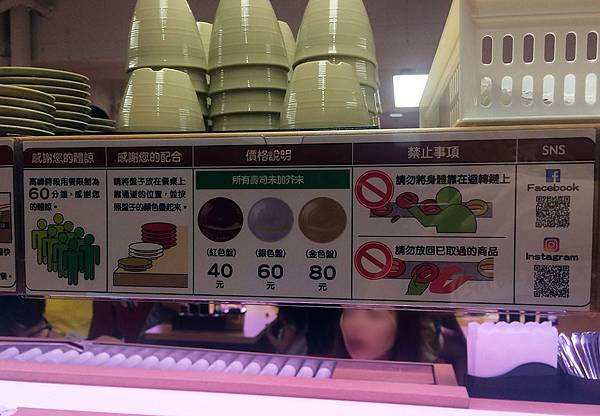 感謝您的體諒
高峰時段用餐限制為
60分鐘,感謝您
的體諒。
感謝您的配合
請將盤子放在餐桌上
靠過道的位置,並按
照盤子的顏色疊起來。
價格說明
所有壽司未加芥末
(紅色盤)
40
元
(銀色盤)
60
元
(金色盤)
80
元
禁止事項
請勿將身體靠在迴轉鏈上
請勿放回已取過的商品
SNS
Facebook
Instagram